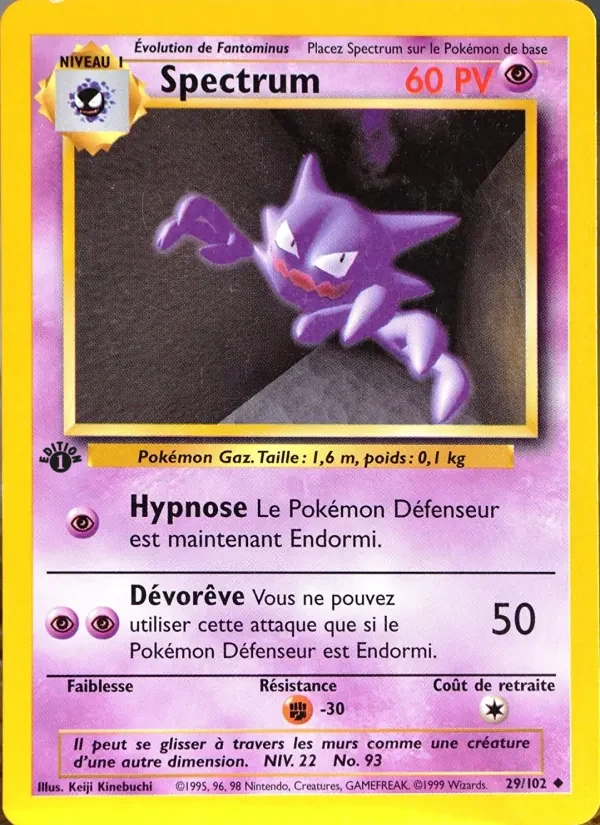 Évolution de Fantominus Placez Spectrum sur le Pokémon de base
NIVEAU I
Spectrum 60 PV
EDITION 1
Pokémon Gaz. Taille : 1,6 m, poids : 0,1 kg
Hypnose Le Pokémon Défenseur
est maintenant Endormi.
Dévorêve Vous ne pouvez
utiliser cette attaque que si le
Pokémon Défenseur est Endormi.
50
Faiblesse Résistance Coût de retraite
-30
Il peut se glisser à travers les murs comme une créature
d'une autre dimension. NIV. 22 No. 93
Illus. Keiji Kinebuchi ©1995, 96, 98 Nintendo, Creatures, GAMEFREAK. ©1999 Wizards. 29/102